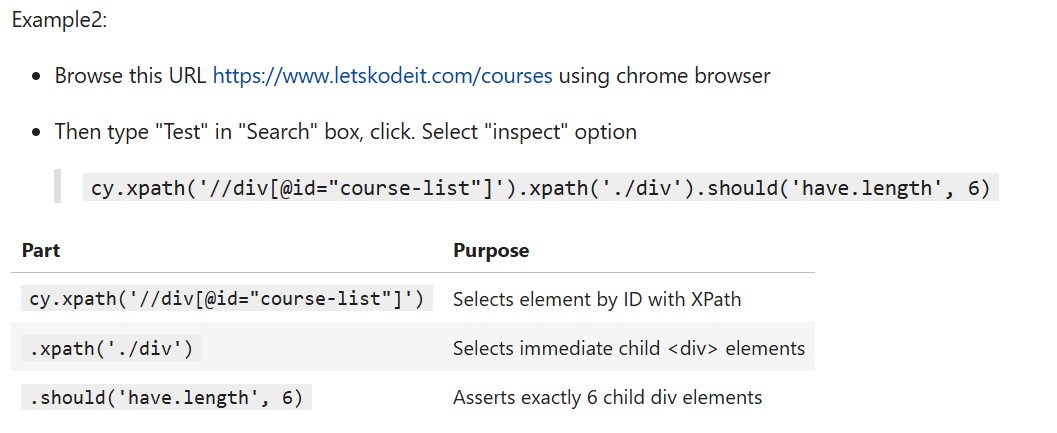 Example2:
• Browse this URL https://www.letskodeit.com/courses using chrome browser
• Then type "Test" in "Search" box, click. Select "inspect" option
cy.xpath('//div[@id="course-list"]').xpath('./div').should('have.length', 6)
Part Purpose
cy.xpath('//div[@id="course-list"]') Selects element by ID with XPath
.xpath('./div') Selects immediate child <div> elements
.should('have.length', 6) Asserts exactly 6 child div elements